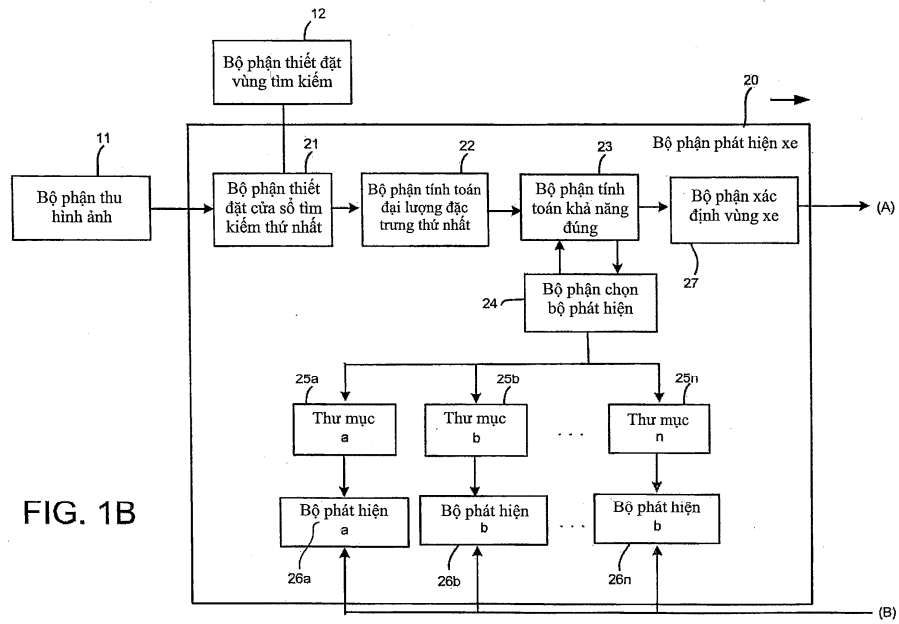 12
Bộ phận thiết đặt
vùng tìm kiếm
20
Bộ phận phát hiện xe
11
Bộ phận thu
hình ảnh
21
Bộ phận thiết
đặt cửa sổ tìm
kiếm thứ nhất
22
Bộ phận tính toán
đại lượng đặc
trưng thứ nhất
23
Bộ phận tính
toán khả năng
đúng
Bộ phận xác
định vùng xe
27
(A)
24
Bộ phận chọn
bộ phát hiện
25a
Thư mục
a
25b
Thư mục
b
. . .
25n
Thư mục
n
FIG. 1B
Bộ phát hiện
a
26a
Bộ phát hiện
b
26b
. . .
Bộ phát hiện
b
26n
(B)